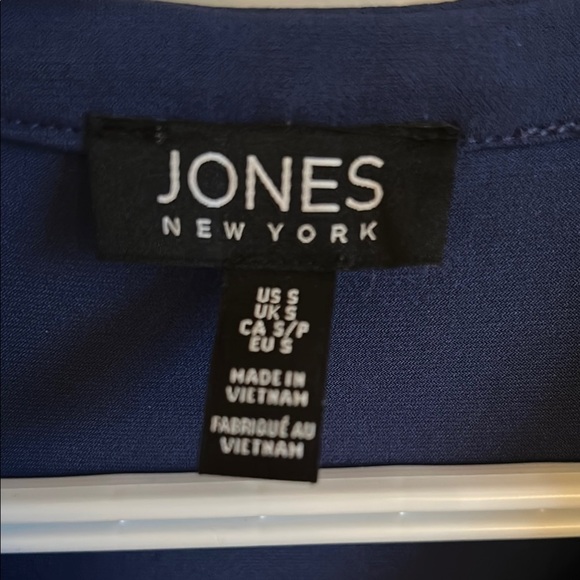 JONES
NEW YORK
US S
UK S
CA S/P
EU S
MADE IN
VIETNAM
FABRIQUÉ AU
VIETNAM